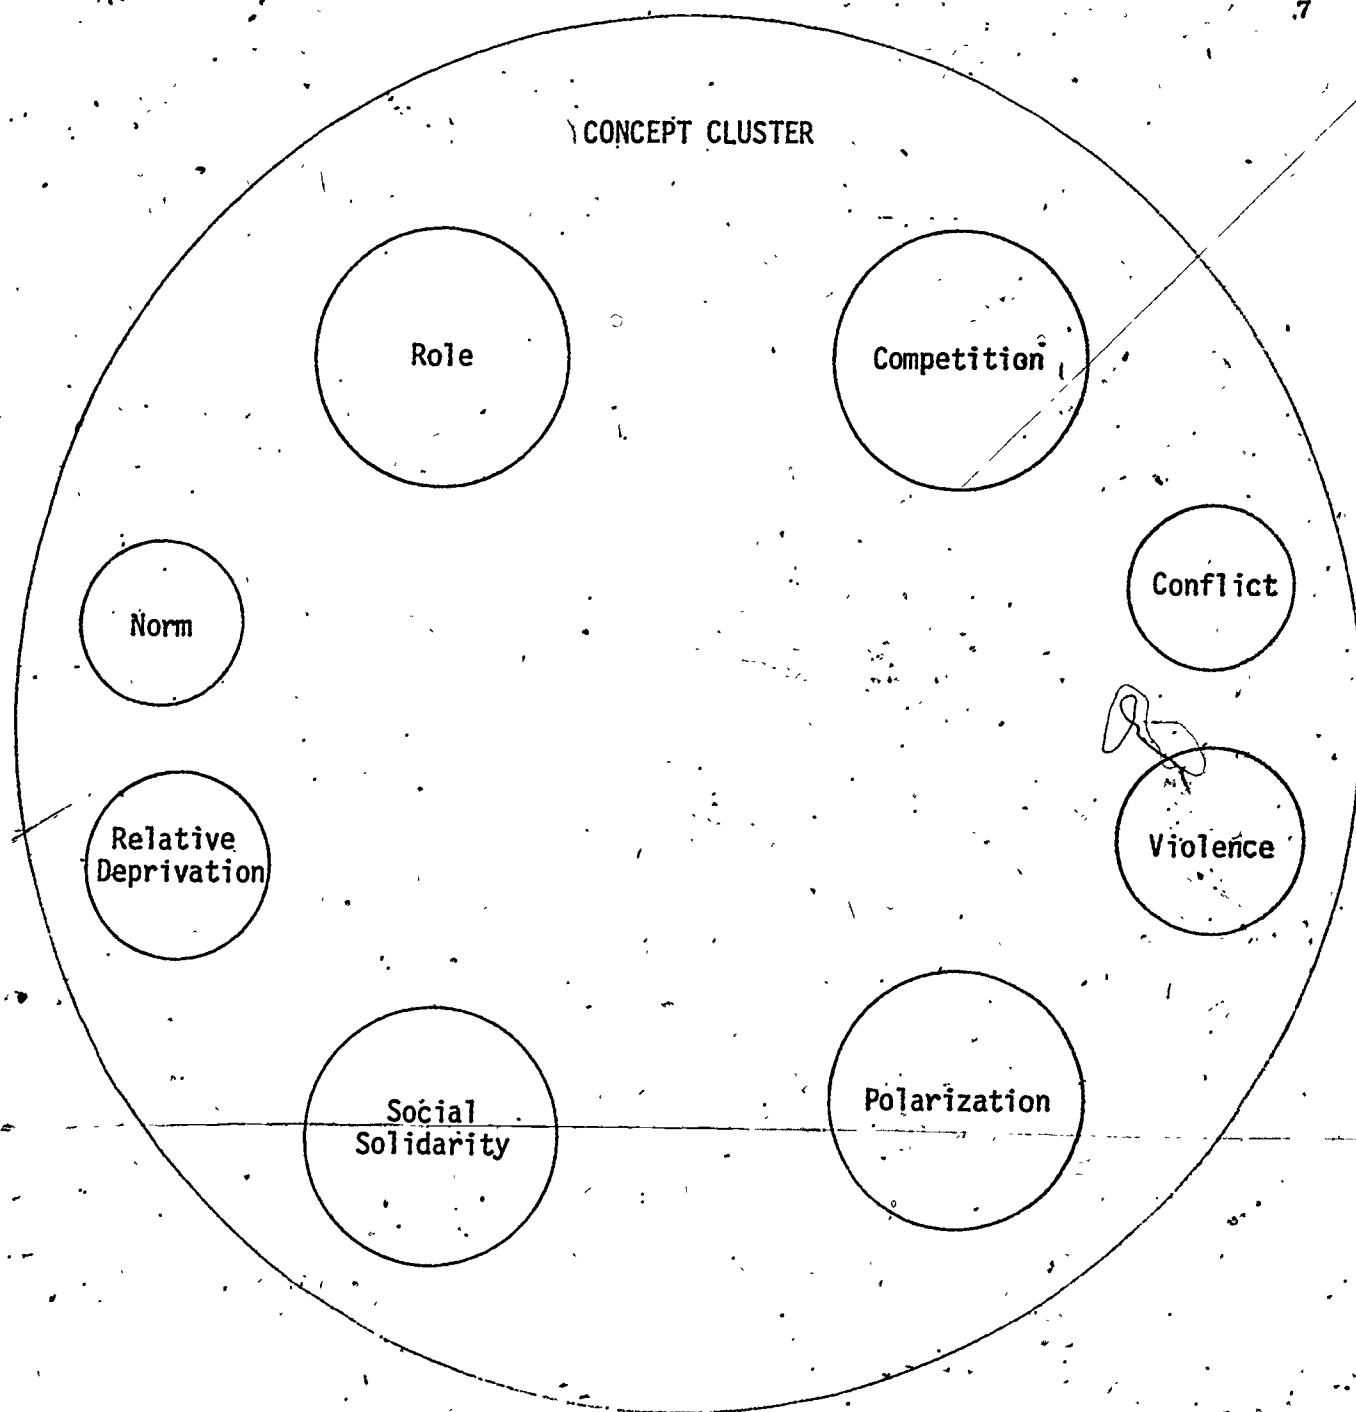 7
CONCEPT CLUSTER
Role
Competition
Conflict
Norm
Relative
Deprivation
Violence
Social
Solidarity
Polarization